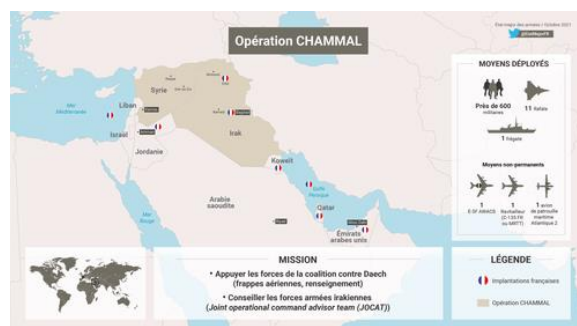 Etat-major des armées / Octobre 2021
@EtatMajorFR
Opération CHAMMAL
MOYENS DÉPLOYÉS
Près de 600
militaires
11 Rafale
1 frégate
Moyens non-permanents
1
E-3F AWACS
1
Ravitailleur
(C-135 FR
ou MRTT)
1 avion
de patrouille
maritime
Atlantique 2
Mer
Méditerranée
Liban
Syrie
Israël
Jordanie
Irak
Koweït
Golfe
Persique
Qatar
Arabie
saoudite
Mer
Rouge
Émirats
arabes unis
MISSION
• Appuyer les forces de la coalition contre Daech
(frappes aériennes, renseignement)
• Conseiller les forces armées irakiennes
(Joint operational command advisor team (JOCAT))
LÉGENDE
Implantations françaises
Opération CHAMMAL